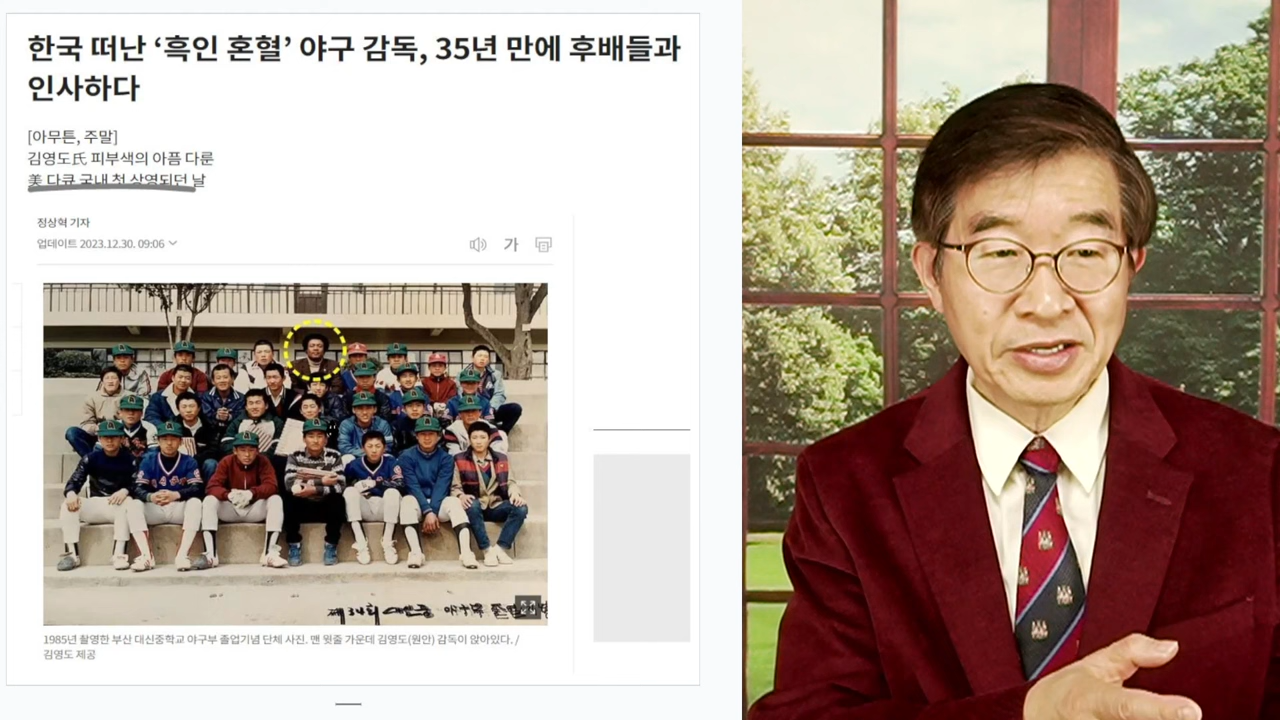 한국 떠난 ‘흑인 혼혈’ 야구 감독, 35년 만에 후배들과
인사하다
[아무튼, 주말]
김영도氏 피부색의 아픔 다룬
美 다큐 국내 첫 상영되던 날
정상혁 기자
업데이트 2023.12.30. 09:06
가
1985년 촬영한 부산 대신중학교 야구부 졸업기념 단체 사진. 맨 윗줄 가운데 김영도(원안) 감독이 앉아있다. /
김영도 제공